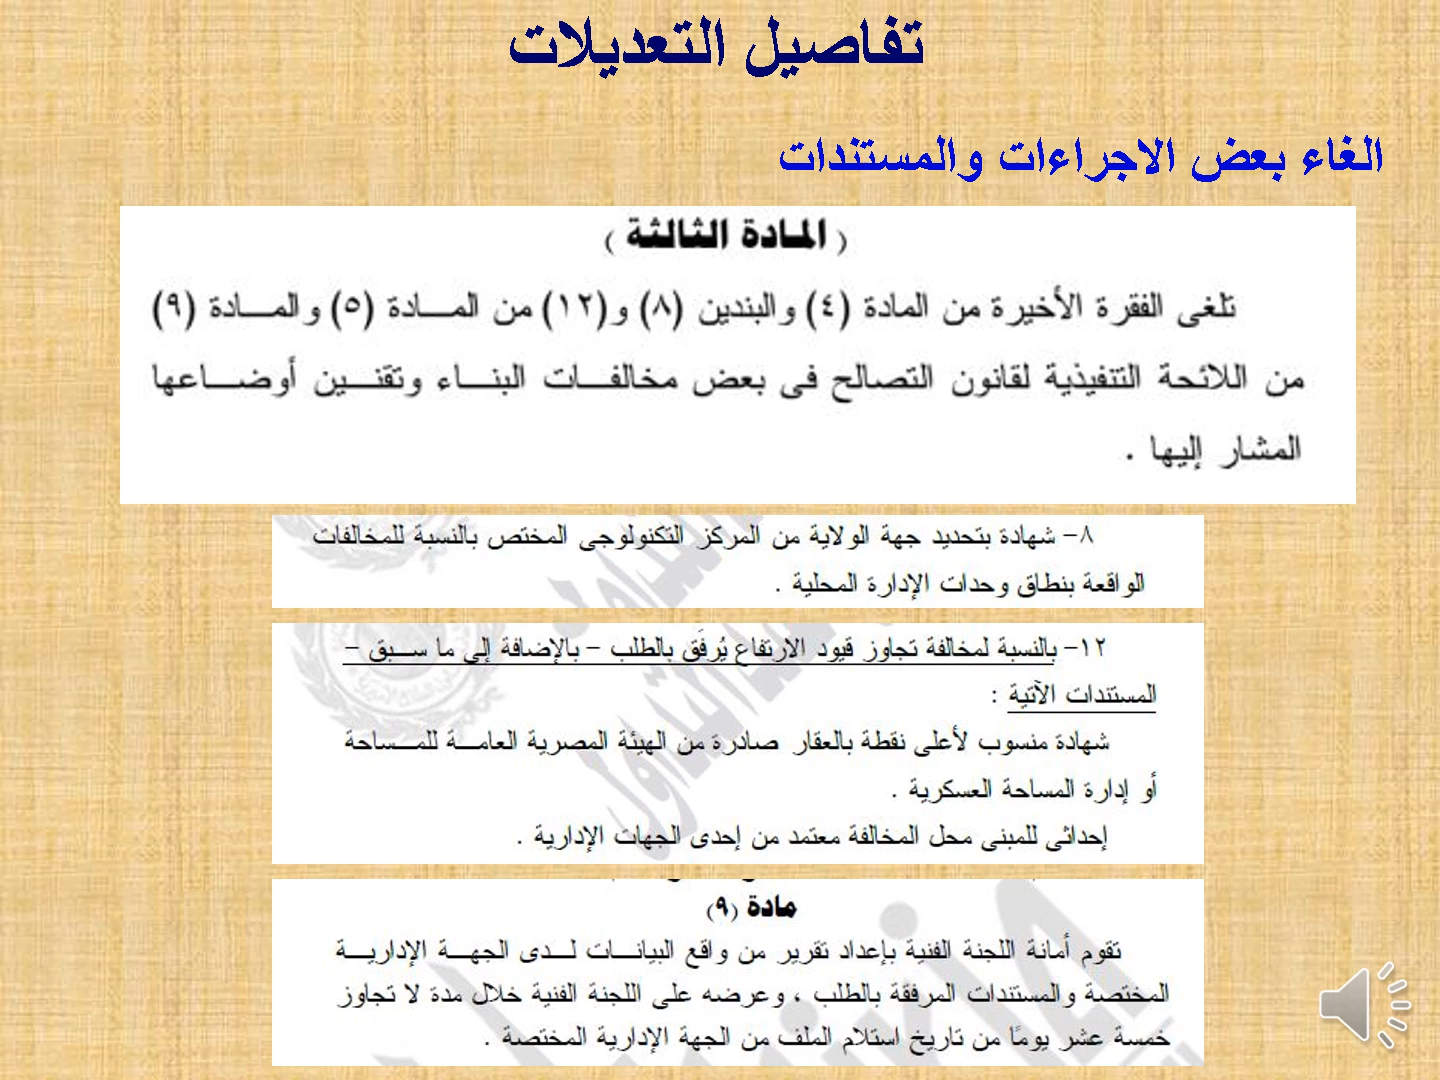 تفاصيل التعديلات
الغاء بعض الاجراءات والمستندات
( المادة الثالثة )
تلغى الفقرة الأخيرة من المادة (٤) والبندين (٨) و(١٢) من المـــادة (٥) والمـــادة (٩)
من اللائحة التنفيذية لقانون التصالح فى بعض مخالفـات البنـاء وتقنـين أوضـاعها
المشار إليها .
٨- شهادة بتحديد جهة الولاية من المركز التكنولوجى المختص بالنسبة للمخالفات
الواقعة بنطاق وحدات الإدارة المحلية .
١٢- بالنسبة لمخالفة تجاوز قيود الارتفاع يُرفَق بالطلب – بالإضافة إلى ما سـبق –
المستندات الآتية :
شهادة منسوب لأعلى نقطة بالعقار صادرة من الهيئة المصرية العامـة للمـساحة
أو إدارة المساحة العسكرية .
إحداثى للمبنى محل المخالفة معتمد من إحدى الجهات الإدارية .
مادة (٩)
تقوم أمانة اللجنة الفنية بإعداد تقرير من واقع البيانـات لـدى الجهـة الإداريـة
المختصة والمستندات المرفقة بالطلب ، وعرضه على اللجنة الفنية خلال مدة لا تجاوز
خمسة عشر يومًا من تاريخ استلام الملف من الجهة الإدارية المختصة .